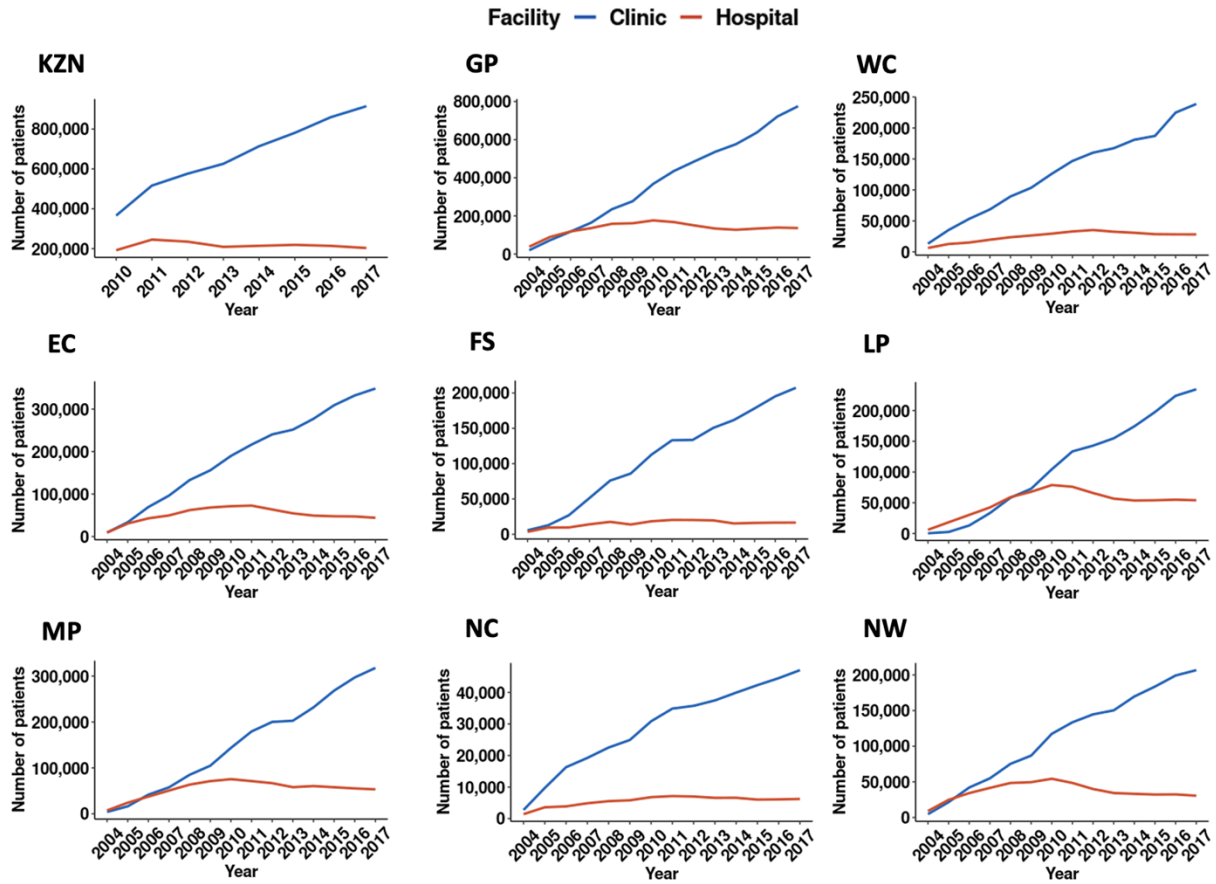 Facility Clinic Hospital
KZN
Number of patients
800,000
600,000
400,000
200,000
2010 2011 2012 2013 2014 2015 2016 2017
Year
GP
Number of patients
800,000
600,000
400,000
200,000
0
2004 2005 2006 2007 2008 2009 2010 2011 2012 2013 2014 2015 2016 2017
Year
WC
Number of patients
250,000
200,000
150,000
100,000
50,000
0
2004 2005 2006 2007 2008 2009 2010 2011 2012 2013 2014 2015 2016 2017
Year
EC
Number of patients
300,000
200,000
100,000
0
2004 2005 2006 2007 2008 2009 2010 2011 2012 2013 2014 2015 2016 2017
Year
FS
Number of patients
200,000
150,000
100,000
50,000
0
2004 2005 2006 2007 2008 2009 2010 2011 2012 2013 2014 2015 2016 2017
Year
LP
Number of patients
200,000
150,000
100,000
50,000
0
2004 2005 2006 2007 2008 2009 2010 2011 2012 2013 2014 2015 2016 2017
Year
MP
Number of patients
300,000
200,000
100,000
0
2004 2005 2006 2007 2008 2009 2010 2011 2012 2013 2014 2015 2016 2017
Year
NC
Number of patients
40,000
30,000
20,000
10,000
0
2004 2005 2006 2007 2008 2009 2010 2011 2012 2013 2014 2015 2016 2017
Year
NW
Number of patients
200,000
150,000
100,000
50,000
0
2004 2005 2006 2007 2008 2009 2010 2011 2012 2013 2014 2015 2016 2017
Year